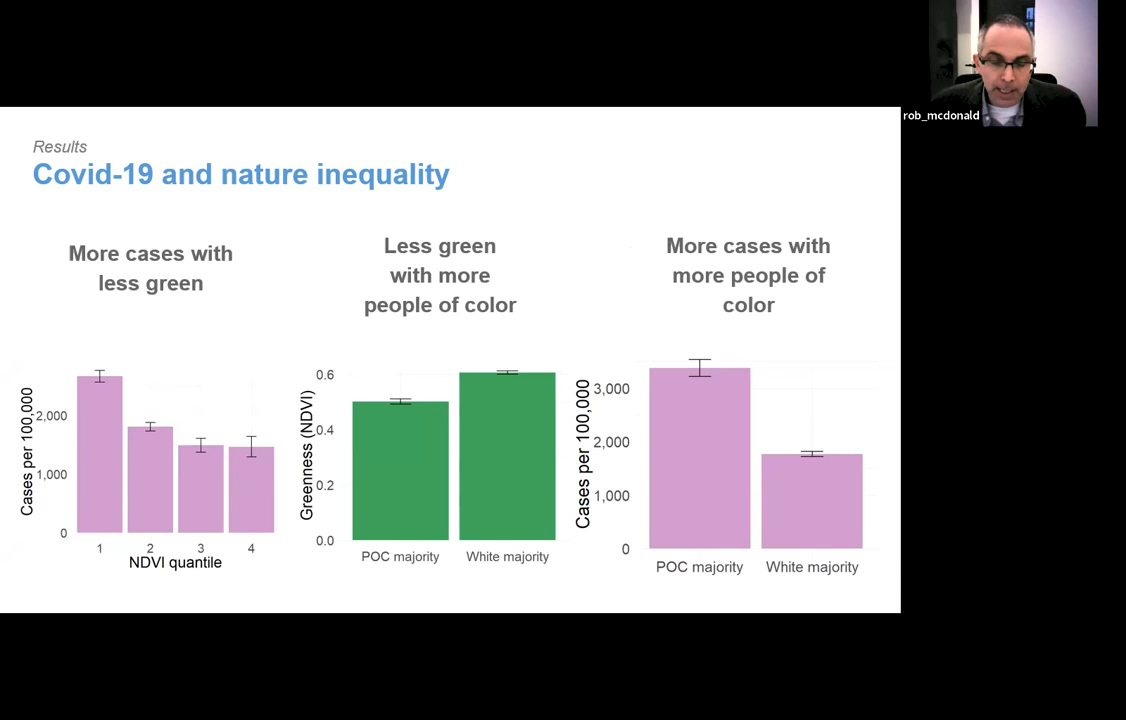 rob_mcdonald
Results
Covid-19 and nature inequality
More cases with
less green
Less green
with more
people of color
More cases with
more people of
color
Cases per 100,000
2,000
1,000
0
1 2 3 4
NDVI quantile
Greenness (NDVI)
0.6
0.4
0.2
0.0
POC majority White majority
Cases per 100,000
3,000
2,000
1,000
0
POC majority White majority